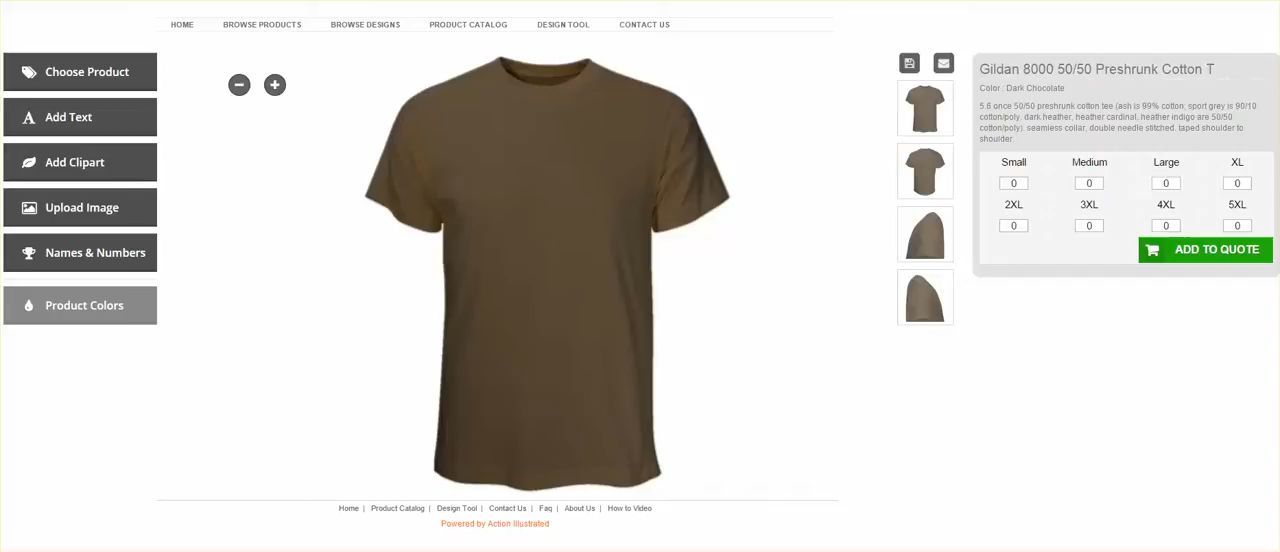 HOME BROWSE PRODUCTS BROWSE DESIGNS PRODUCT CATALOG DESIGN TOOL CONTACT US
Choose Product
Add Text
Add Clipart
Upload Image
Names & Numbers
Product Colors
Gildan 8000 50/50 Preshrunk Cotton T
Color : Dark Chocolate
5.6 once 50/50 preshrunk cotton tee (ash is 99% cotton; sport grey is 90/10
cotton/poly. dark heather, heather cardinal, heather indigo are 50/50
cotton/poly). seamless collar, double needle stitched. taped shoulder to
shoulder.
Small Medium Large XL
0 0 0 0
2XL 3XL 4XL 5XL
0 0 0 0
ADD TO QUOTE
Home | Product Catalog | Design Tool | Contact Us | Faq | About Us | How to Video
Powered by Action Illustrated